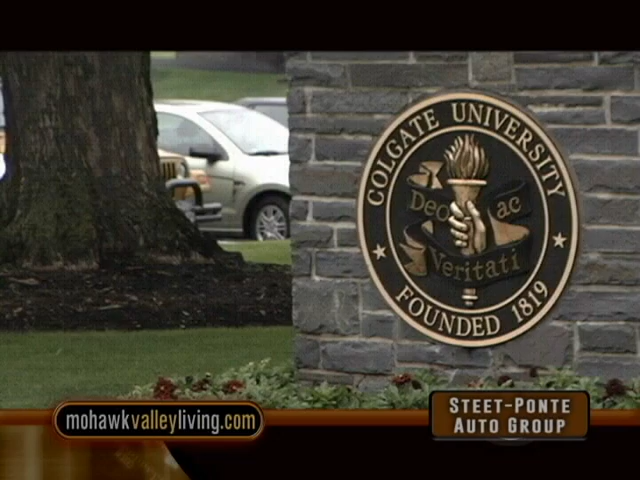 COLGATE UNIVERSITY
Deo ac
Veritati
FOUNDED 1819
mohawkvalleyliving.com
STEET-PONTE
AUTO GROUP